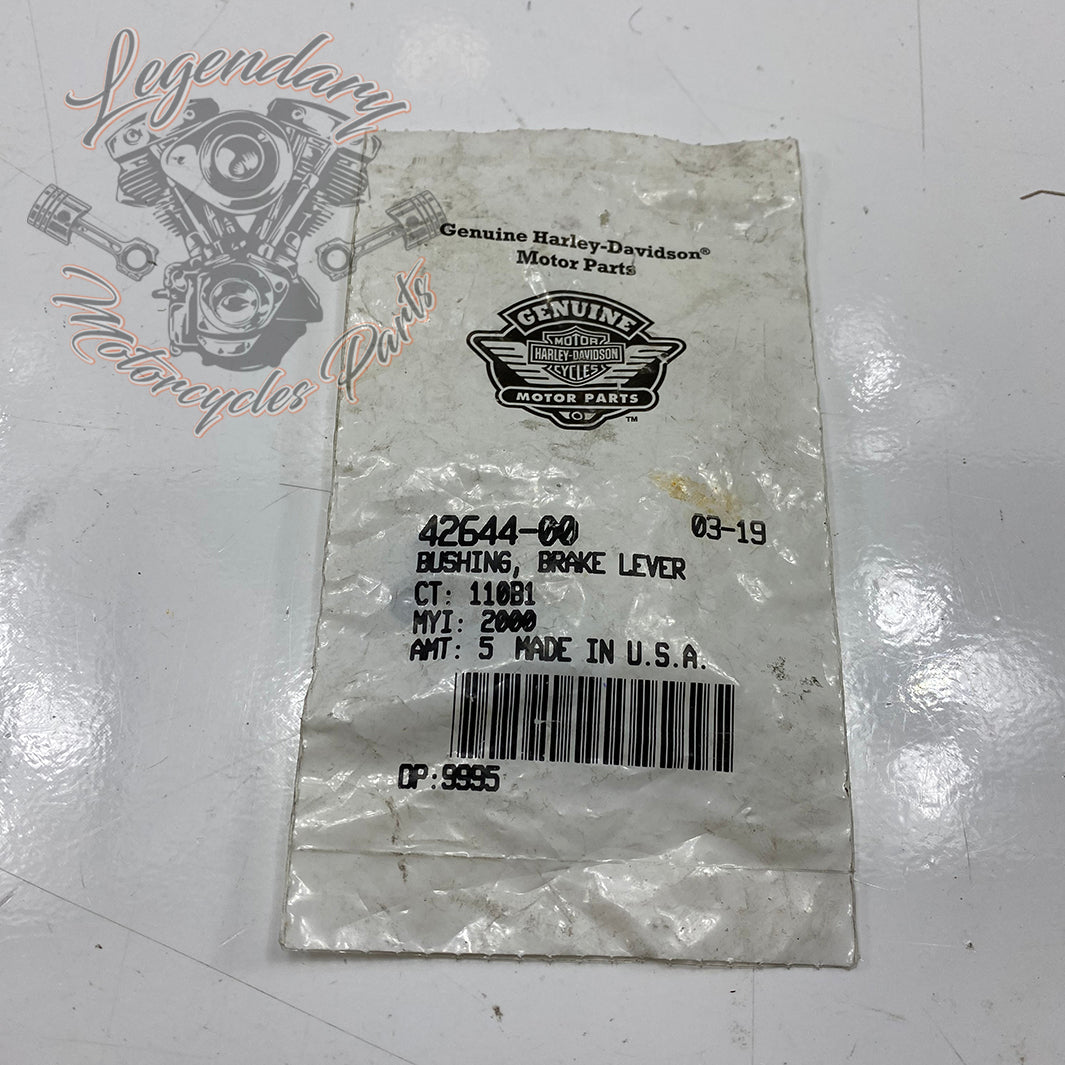 Legendary
Motorcycles Parts
Genuine Harley-Davidson®
Motor Parts
GENUINE
MOTOR
HARLEY-DAVIDSON
CYCLES
MOTOR PARTS
™
42644-00 03-19
BUSHING, BRAKE LEVER
CT: 110B1
MYI: 2000
AMT: 5 MADE IN U.S.A.
OP:9995